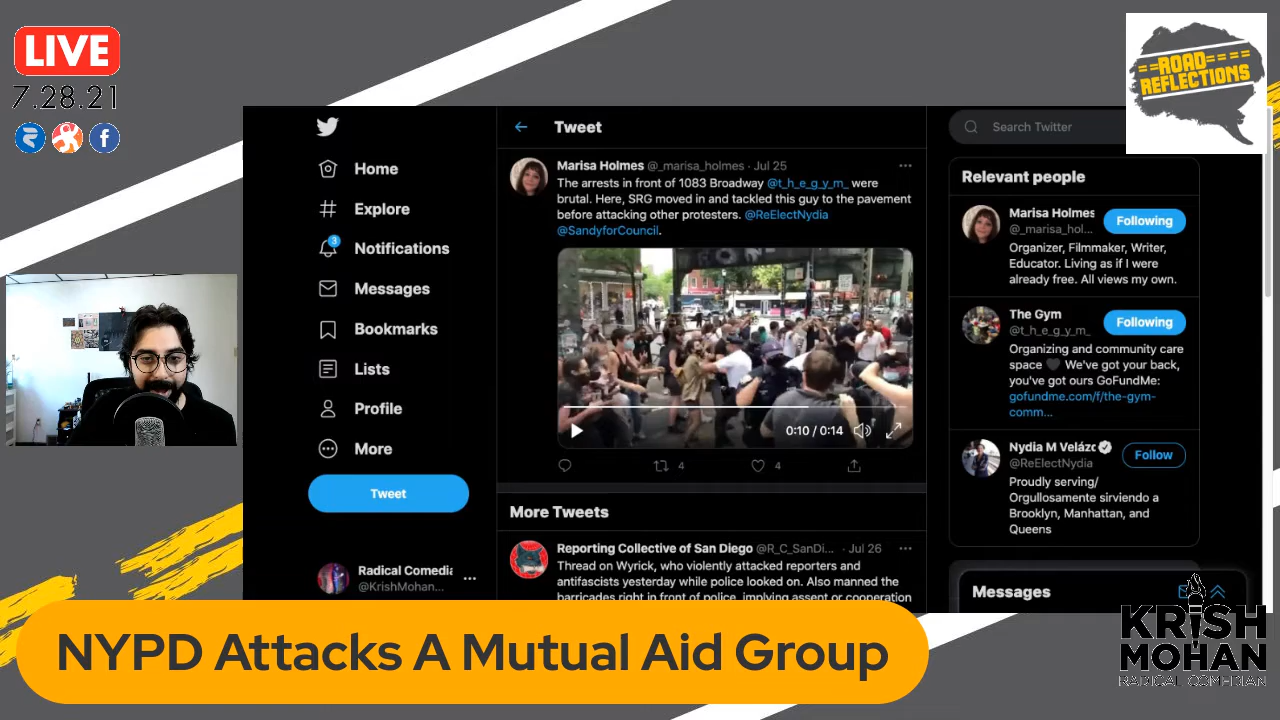 LIVE
7.28.21
==ROAD====
REFLECTIONS
Home
Explore
3
Notifications
Messages
Bookmarks
Lists
Profile
More
Tweet
Radical Comedia
@KrishMohan...
Tweet
Marisa Holmes @_marisa_holmes · Jul 25
The arrests in front of 1083 Broadway @t_h_e_g_y_m_ were
brutal. Here, SRG moved in and tackled this guy to the pavement
before attacking other protesters. @ReElectNydia
@SandyforCouncil.
0:10 / 0:14
4
4
More Tweets
Reporting Collective of San Diego @R_C_SanDi... · Jul 26
Thread on Wyrick, who violently attacked reporters and
antifascists yesterday while police looked on. Also manned the
barricades right in front of police, implying assent or cooperation
Search Twitter
Relevant people
Marisa Holmes
@_marisa_hol...
Following
Organizer, Filmmaker, Writer,
Educator. Living as if I were
already free. All views my own.
The Gym
@t_h_e_g_y_m_
Following
Organizing and community care
space 🖤 We've got your back,
you've got ours GoFundMe:
gofundme.com/f/the-gym-
comm...
Nydia M Velázq
@ReElectNydia
Follow
Proudly serving/
Orgullosamente sirviendo a
Brooklyn, Manhattan, and
Queens
Messages
NYPD Attacks A Mutual Aid Group
KRISH
MOHAN
RADICAL COMEDIAN